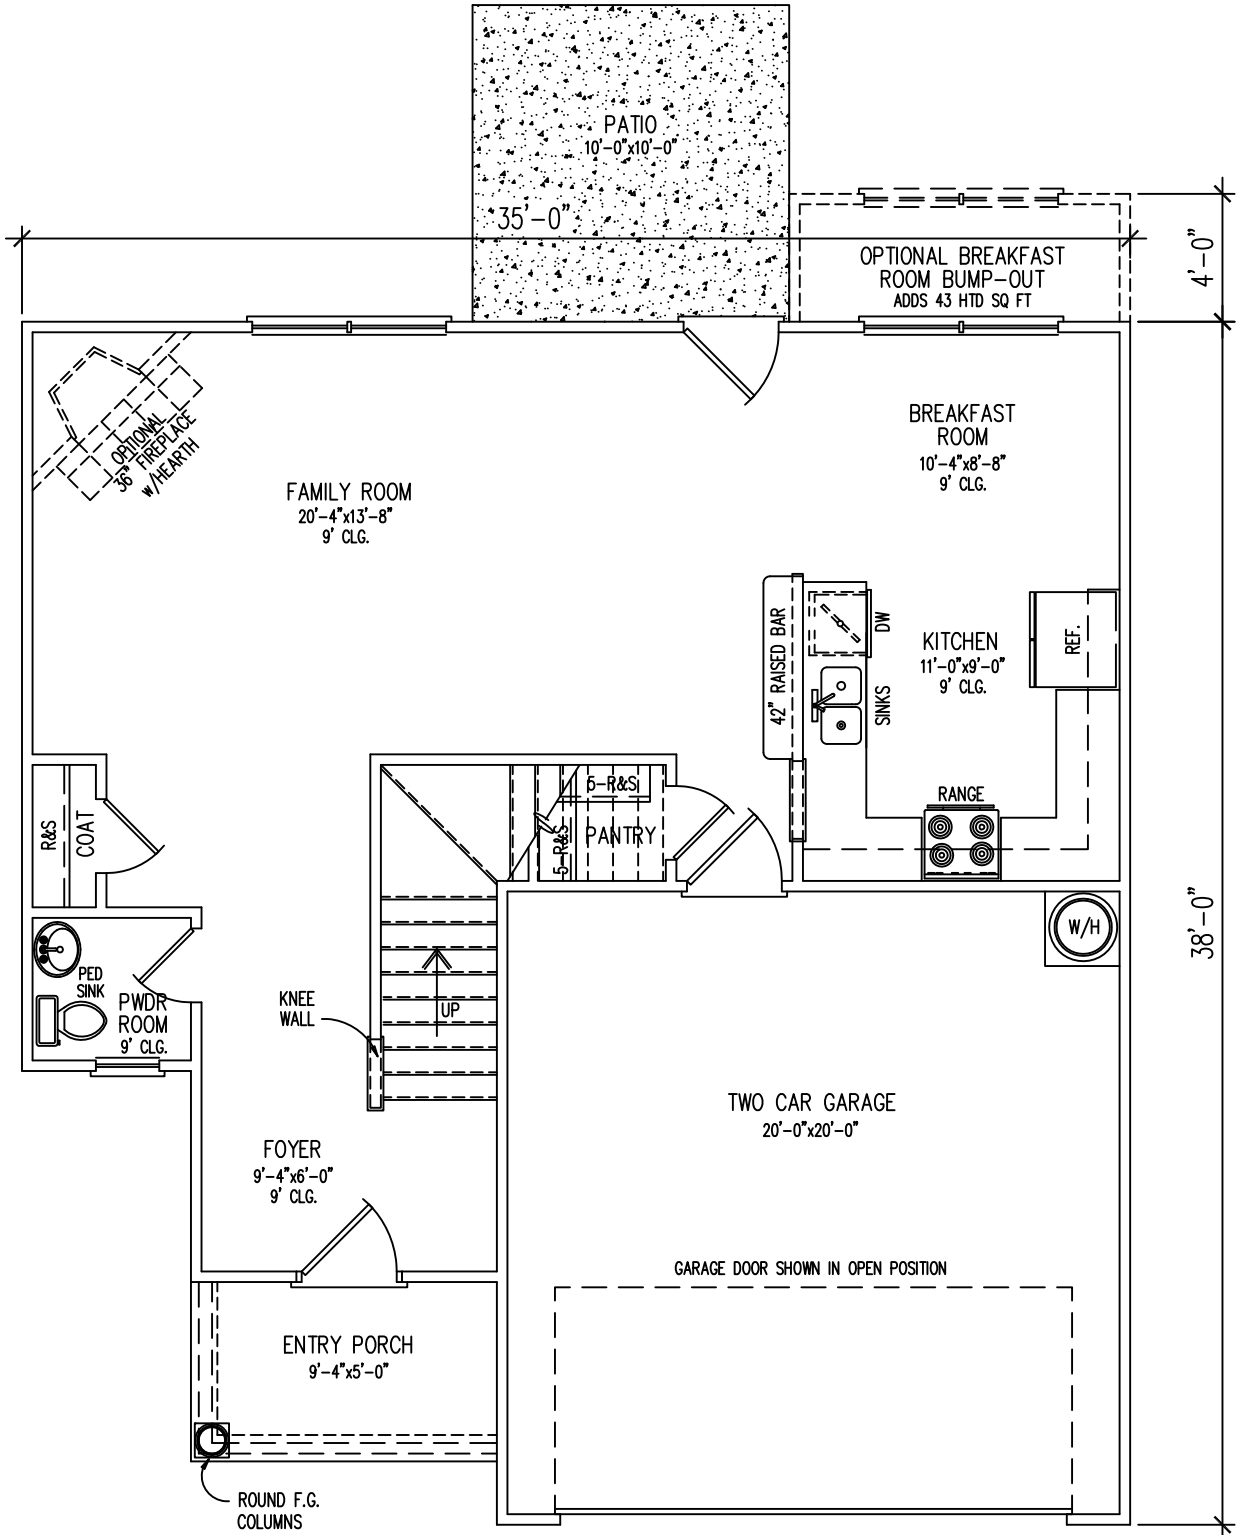 PATIO
10'-0"x10'-0"
35'-0"
4'-0"
OPTIONAL BREAKFAST
ROOM BUMP-OUT
ADDS 43 HTD SQ FT
OPTIONAL
36" FIREPLACE
w/HEARTH
BREAKFAST
ROOM
10'-4"x8'-8"
9' CLG.
FAMILY ROOM
20'-4"x13'-8"
9' CLG.
42" RAISED BAR
DW
SINKS
KITCHEN
11'-0"x9'-0"
9' CLG.
REF.
RANGE
R&S
COAT
5-R&S
5-R&S
PANTRY
38'-0"
W/H
PED
SINK
PWDR
ROOM
9' CLG.
KNEE
WALL
UP
TWO CAR GARAGE
20'-0"x20'-0"
FOYER
9'-4"x6'-0"
9' CLG.
GARAGE DOOR SHOWN IN OPEN POSITION
ENTRY PORCH
9'-4"x5'-0"
ROUND F.G.
COLUMNS